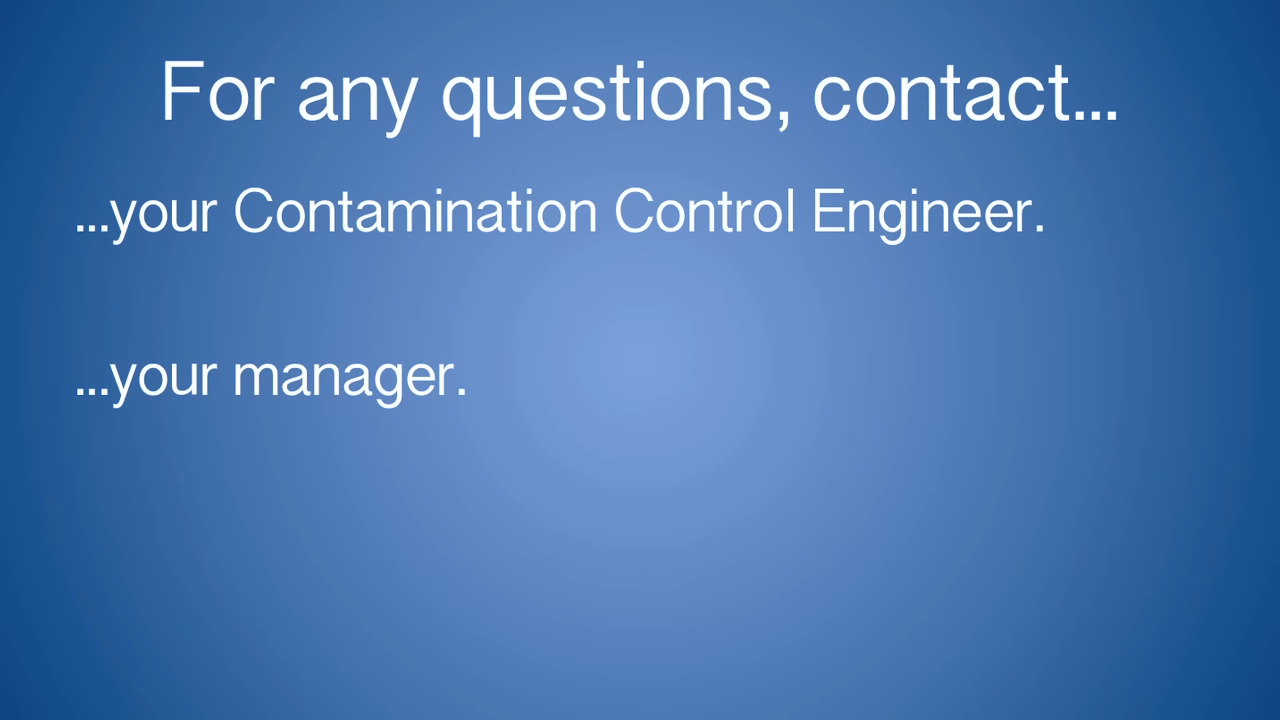 For any questions, contact...
...your Contamination Control Engineer.
...your manager.